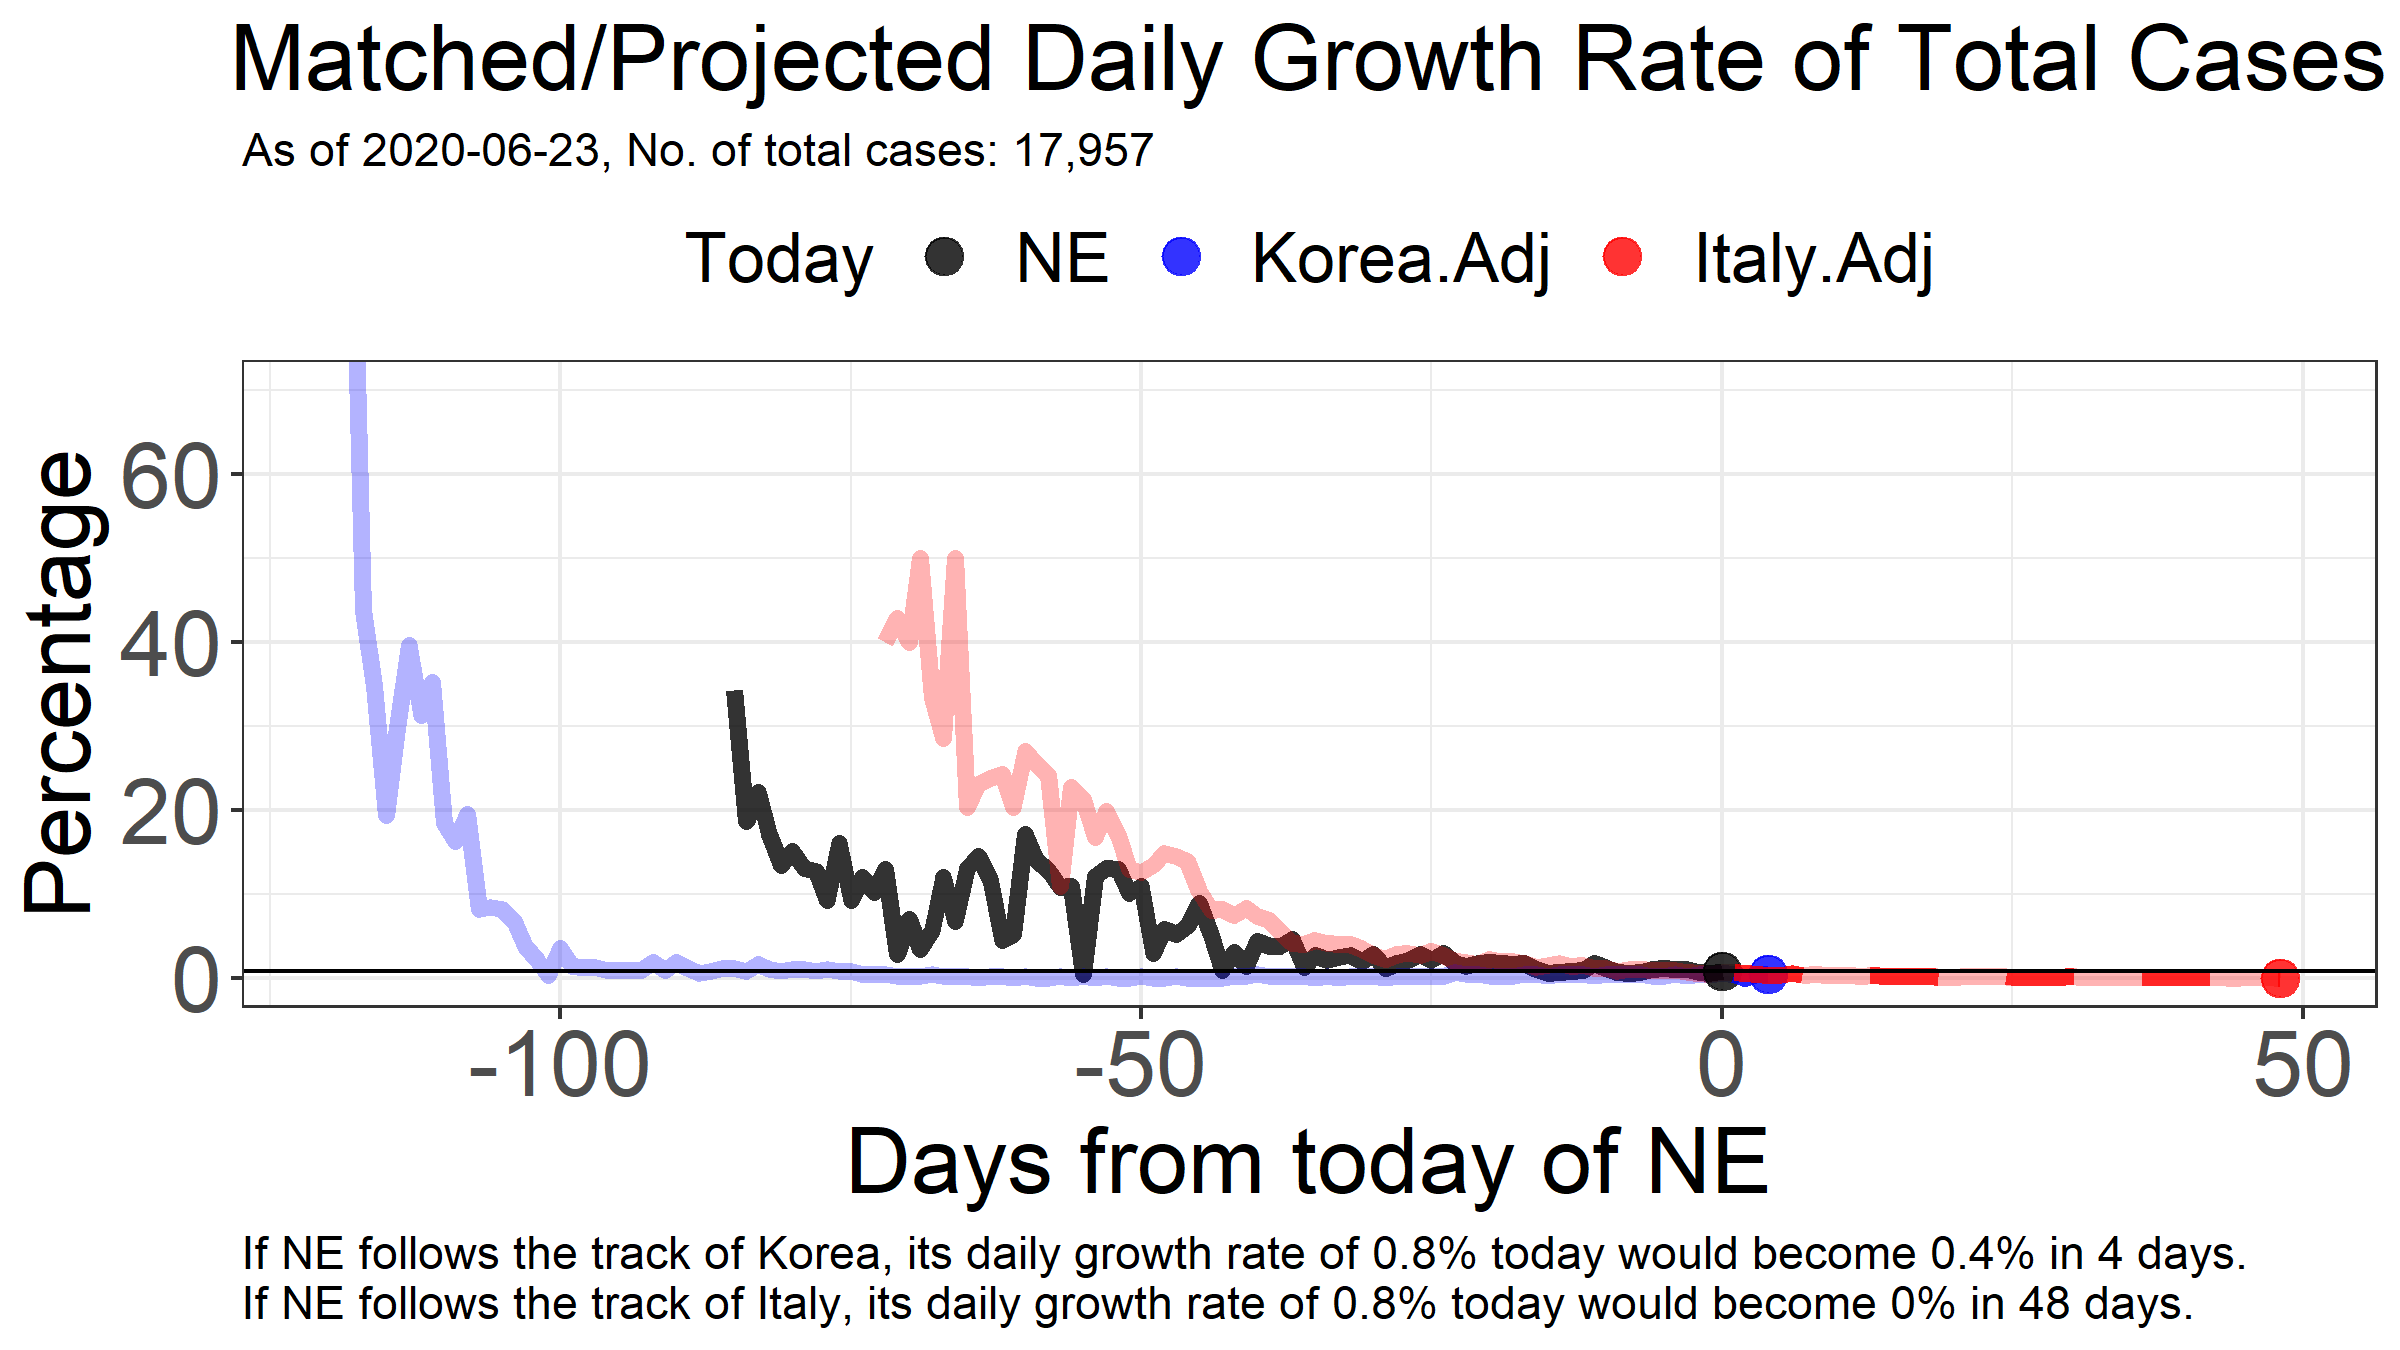 Matched/Projected Daily Growth Rate of Total Cases
As of 2020-06-23, No. of total cases: 17,957
Today NE Korea.Adj Italy.Adj
Percentage
60
40
20
0
-100 -50 0 50
Days from today of NE
If NE follows the track of Korea, its daily growth rate of 0.8% today would become 0.4% in 4 days.
If NE follows the track of Italy, its daily growth rate of 0.8% today would become 0% in 48 days.